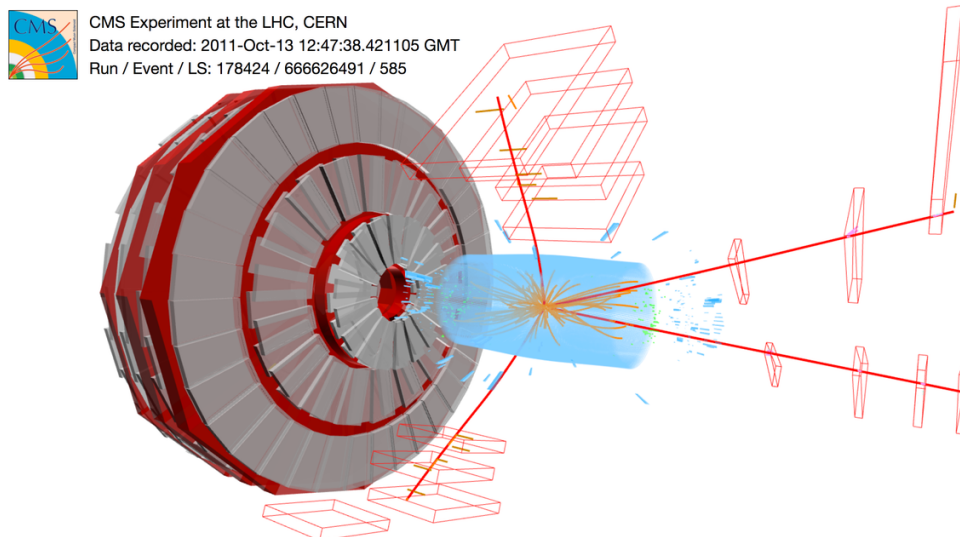 CMS
CMS Experiment at the LHC, CERN
Data recorded: 2011-Oct-13 12:47:38.421105 GMT
Run / Event / LS: 178424 / 666626491 / 585